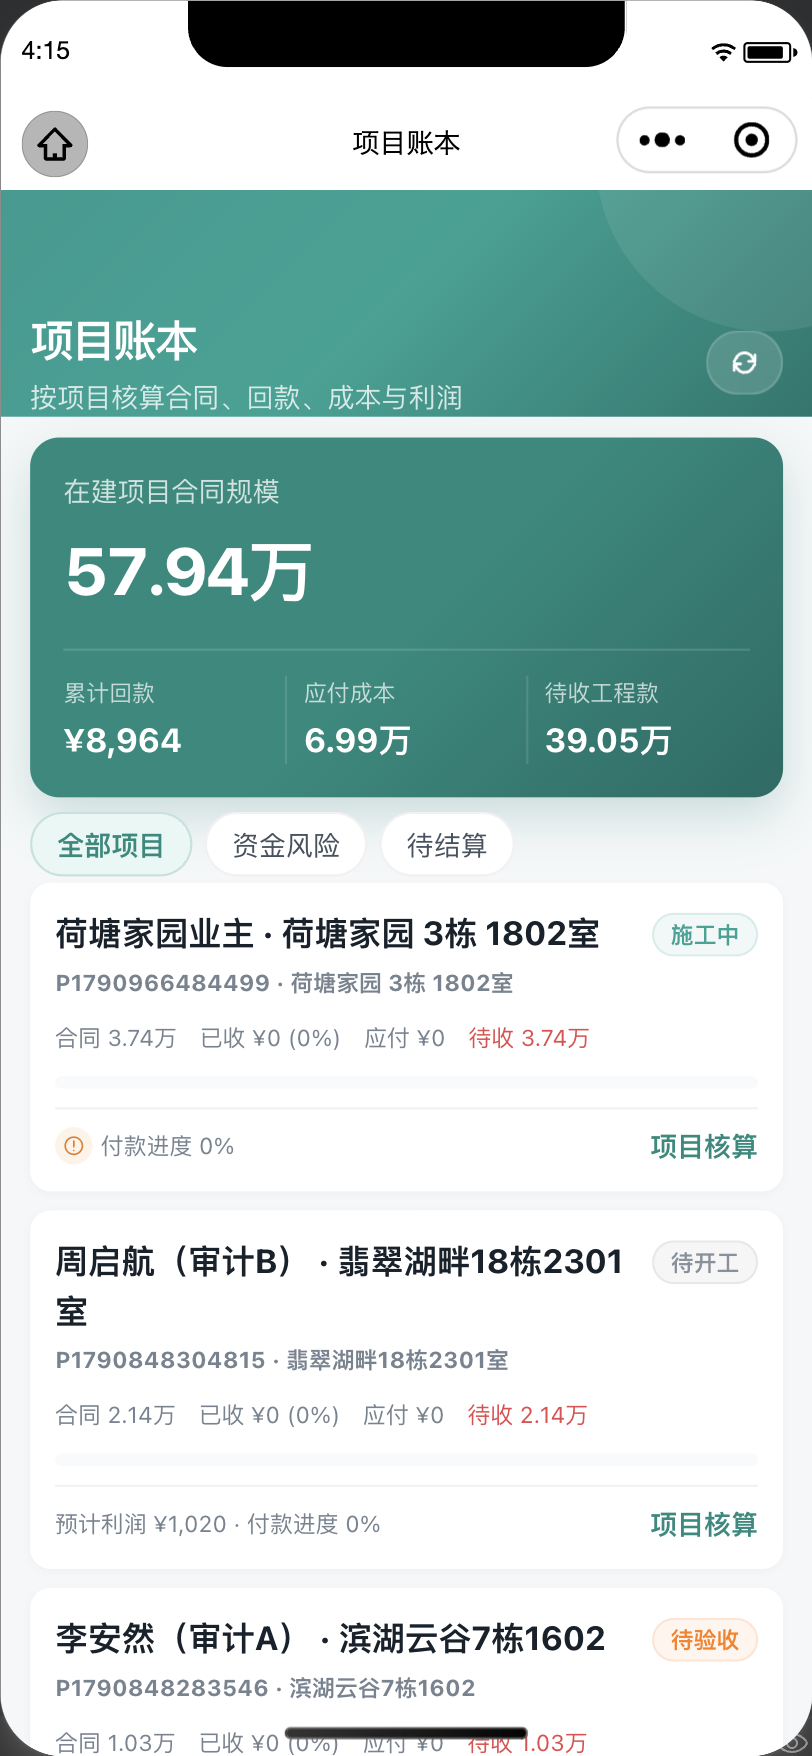 4:15
项目账本
项目账本
按项目核算合同、回款、成本与利润
在建项目合同规模
57.94万
累计回款 应付成本 待收工程款
¥8,964 6.99万 39.05万
全部项目 资金风险 待结算
荷塘家园业主 · 荷塘家园 3栋 1802室 施工中
P1790966484499 · 荷塘家园 3栋 1802室
合同 3.74万 已收 ¥0 (0%) 应付 ¥0 待收 3.74万
付款进度 0% 项目核算
周启航（审计B） · 翡翠湖畔18栋2301 待开工
室
P1790848304815 · 翡翠湖畔18栋2301室
合同 2.14万 已收 ¥0 (0%) 应付 ¥0 待收 2.14万
预计利润 ¥1,020 · 付款进度 0% 项目核算
李安然（审计A） · 滨湖云谷7栋1602 待验收
P1790848283546 · 滨湖云谷7栋1602
合同 1.03万 已收 ¥0 (0%) 应付 ¥0 待收 1.03万